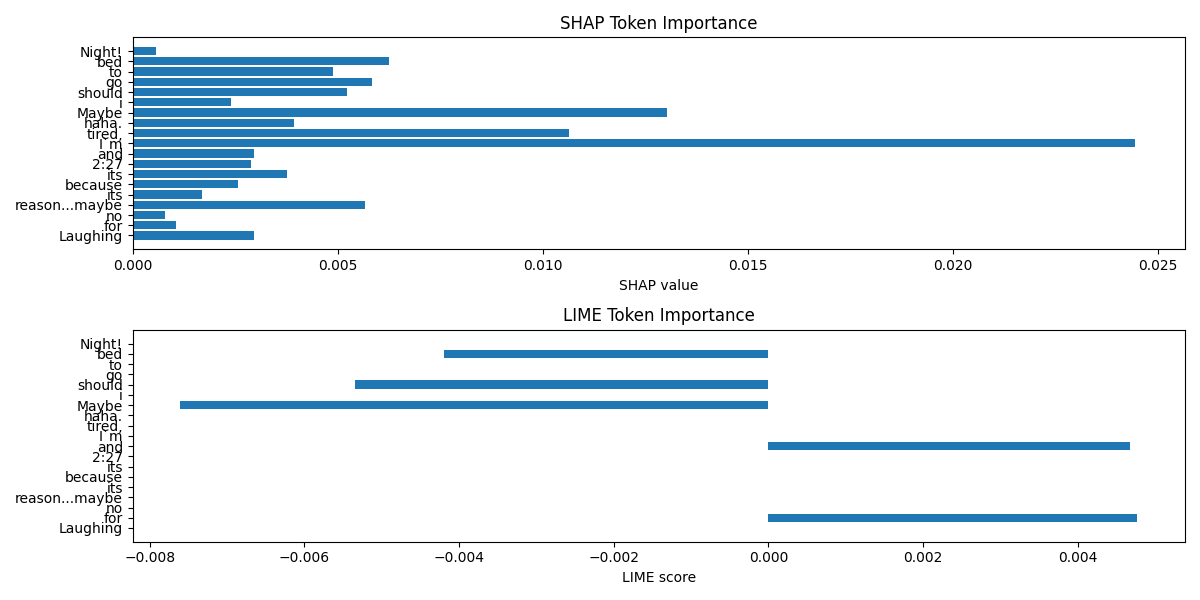 SHAP Token Importance
Night!
bed
to
go
should
I
Maybe
haha.
tired,
I'm
and
2:27
its
because
its
reason...maybe
no
for
Laughing
0.000 0.005 0.010 0.015 0.020 0.025
SHAP value
LIME Token Importance
Night!
bed
to
go
should
I
Maybe
haha.
tired,
I'm
and
2:27
its
because
its
reason...maybe
no
for
Laughing
−0.008 −0.006 −0.004 −0.002 0.000 0.002 0.004
LIME score